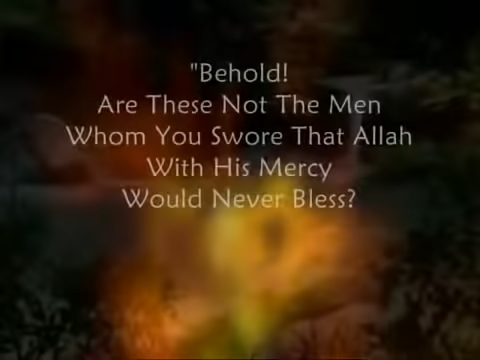 "Behold!
Are These Not The Men
Whom You Swore That Allah
With His Mercy
Would Never Bless?